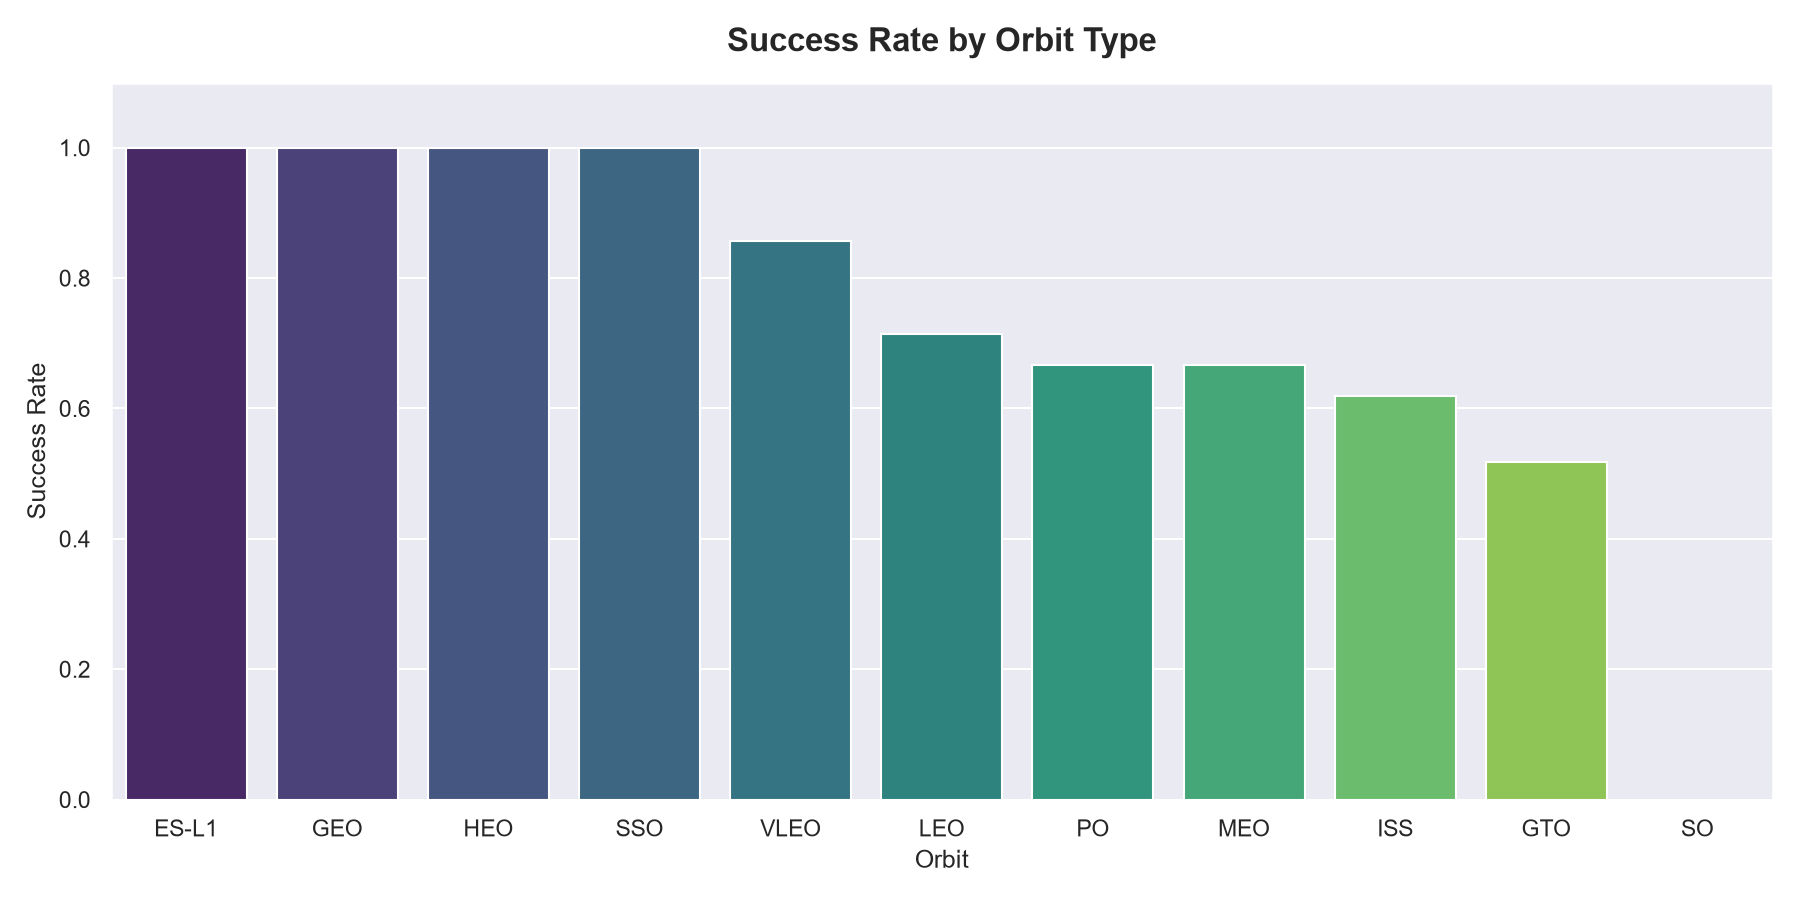 Success Rate by Orbit Type
1.0
0.8
0.6
0.4
0.2
0.0
Success Rate
ES-L1 GEO HEO SSO VLEO LEO PO MEO ISS GTO SO
Orbit